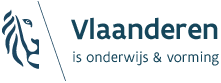 Vlaanderen
is onderwijs & vorming